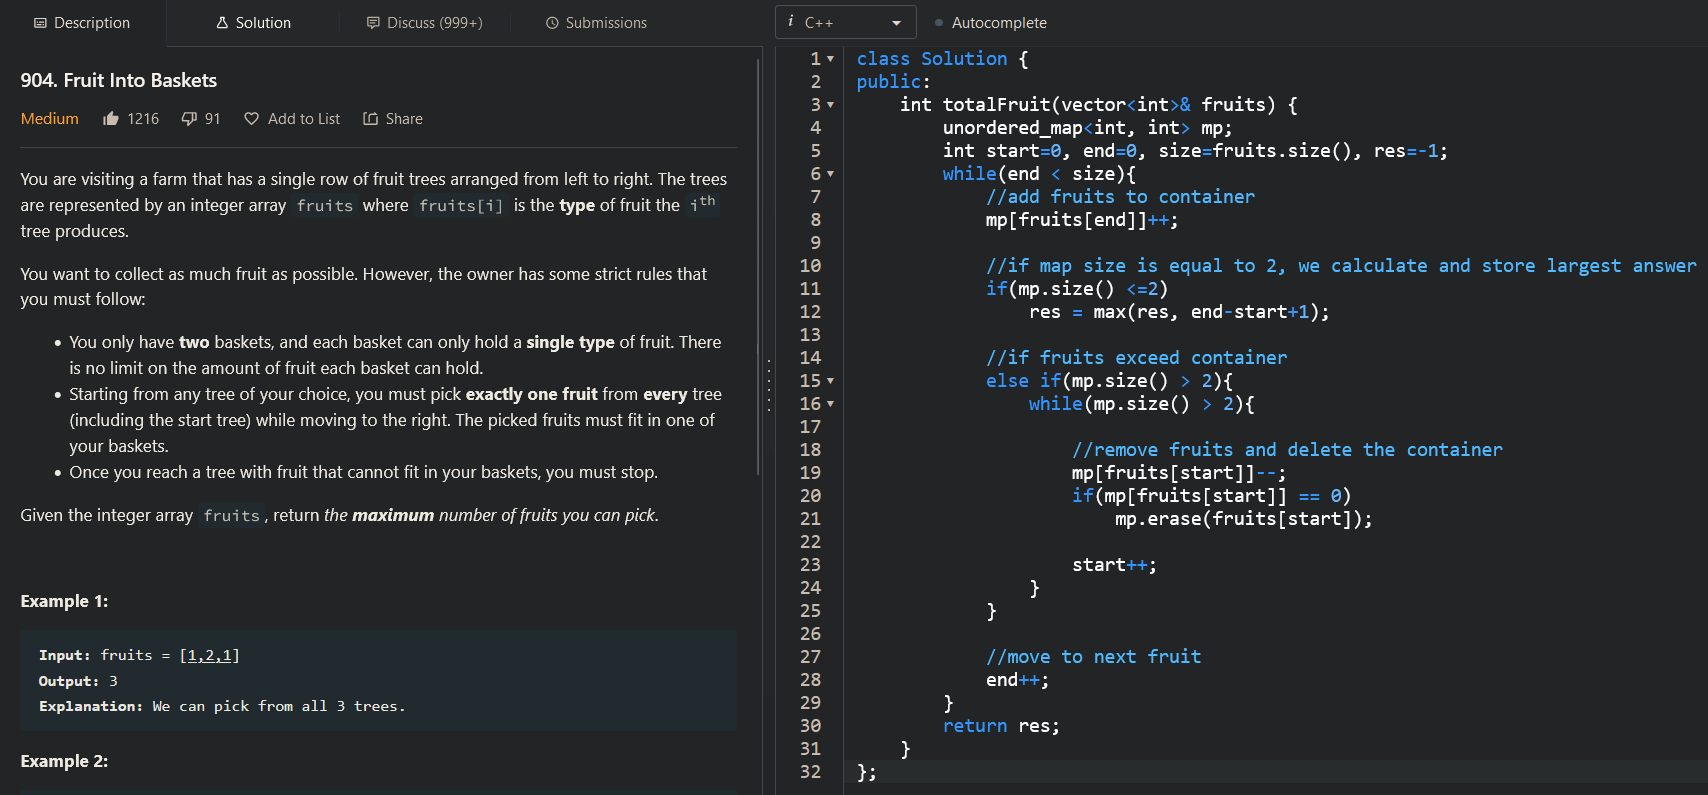 Description
Solution
Discuss (999+)
Submissions
i C++
Autocomplete
904. Fruit Into Baskets
Medium 1216 91 Add to List Share
You are visiting a farm that has a single row of fruit trees arranged from left to right. The trees
are represented by an integer array fruits where fruits[i] is the type of fruit the ith
tree produces.
You want to collect as much fruit as possible. However, the owner has some strict rules that
you must follow:
• You only have two baskets, and each basket can only hold a single type of fruit. There
is no limit on the amount of fruit each basket can hold.
• Starting from any tree of your choice, you must pick exactly one fruit from every tree
(including the start tree) while moving to the right. The picked fruits must fit in one of
your baskets.
• Once you reach a tree with fruit that cannot fit in your baskets, you must stop.
Given the integer array fruits, return the maximum number of fruits you can pick.
Example 1:
Input: fruits = [1,2,1]
Output: 3
Explanation: We can pick from all 3 trees.
Example 2:
1 class Solution {
2 public:
3     int totalFruit(vector<int>& fruits) {
4         unordered_map<int, int> mp;
5         int start=0, end=0, size=fruits.size(), res=-1;
6         while(end < size){
7             //add fruits to container
8             mp[fruits[end]]++;
9
10             //if map size is equal to 2, we calculate and store largest answer
11             if(mp.size() <=2)
12                 res = max(res, end-start+1);
13
14             //if fruits exceed container
15             else if(mp.size() > 2){
16                 while(mp.size() > 2){
17
18                     //remove fruits and delete the container
19                     mp[fruits[start]]--;
20                     if(mp[fruits[start]] == 0)
21                         mp.erase(fruits[start]);
22
23                     start++;
24                 }
25             }
26
27             //move to next fruit
28             end++;
29         }
30         return res;
31     }
32 };